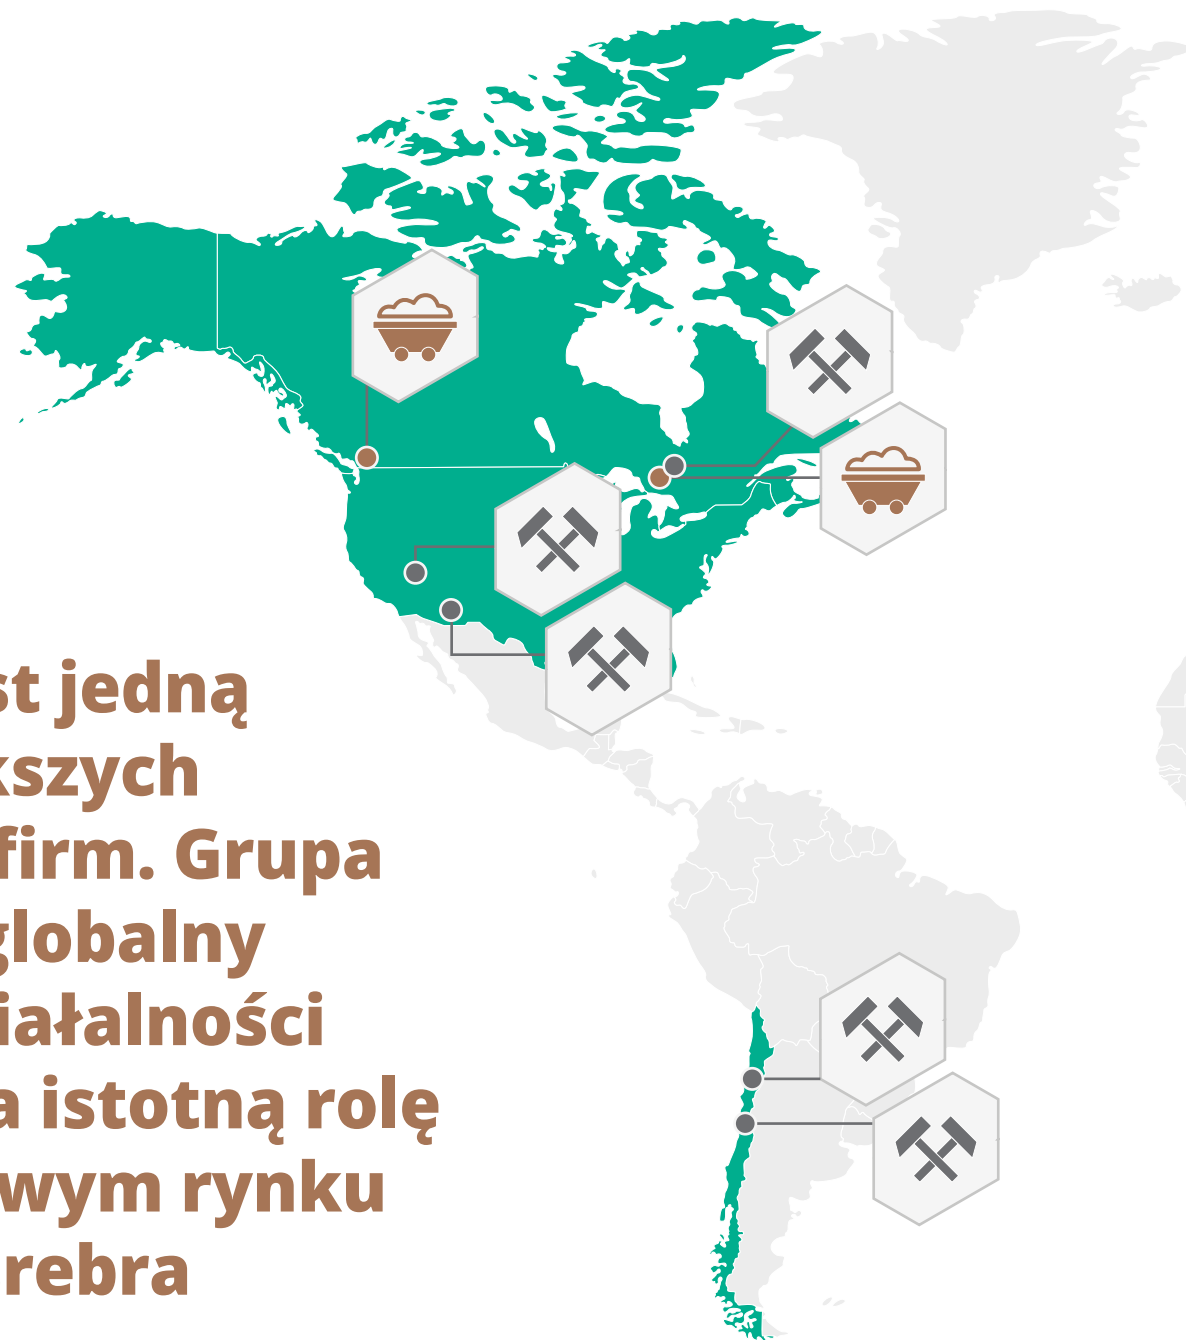 st jedną
kszych
firm. Grupa
globalny
iałalności
a istotną rolę
wym rynku
rebra